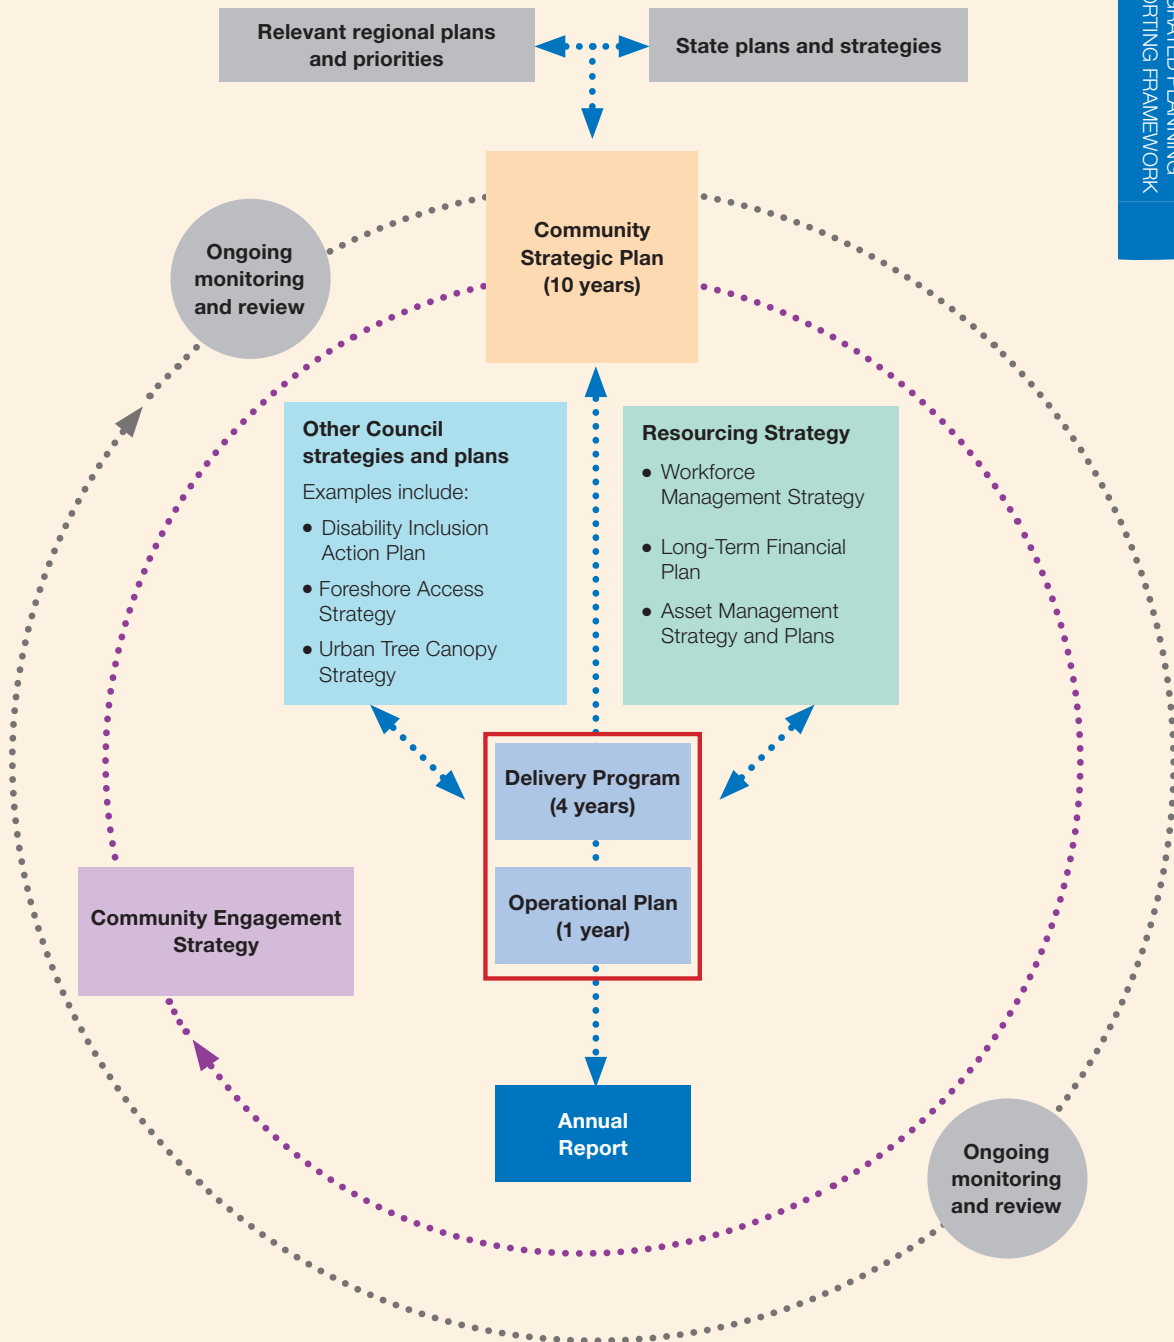 Relevant regional plans
and priorities
State plans and strategies
PLANNING
REPORTING FRAMEWORK
Community
Strategic Plan
(10 years)
Ongoing
monitoring
and review
Other Council
strategies and plans
Examples include:
• Disability Inclusion
Action Plan
• Foreshore Access
Strategy
• Urban Tree Canopy
Strategy
Resourcing Strategy
• Workforce
Management Strategy
• Long-Term Financial
Plan
• Asset Management
Strategy and Plans
Delivery Program
(4 years)
Operational Plan
(1 year)
Community Engagement
Strategy
Annual
Report
Ongoing
monitoring
and review